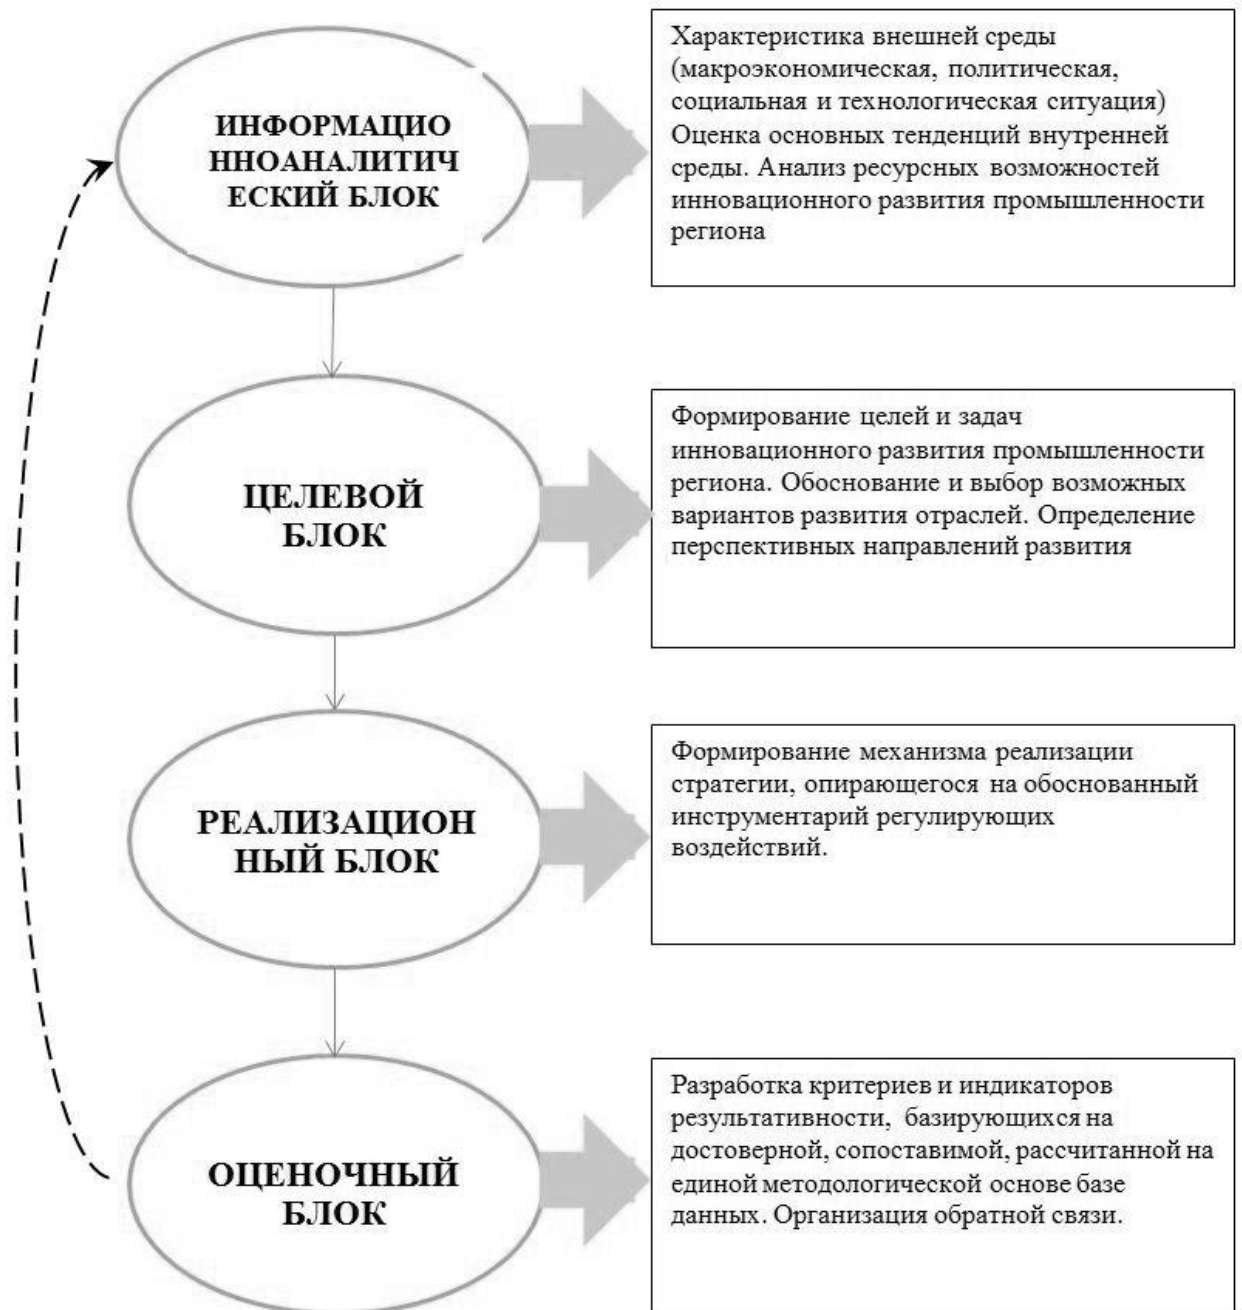 ИНФОРМАЦИО
ННОАНАЛИТИЧ
ЕСКИЙ БЛОК
Характеристика внешней среды
(макроэкономическая, политическая,
социальная и технологическая ситуация)
Оценка основных тенденций внутренней
среды. Анализ ресурсных возможностей
инновационного развития промышленности
региона
ЦЕЛЕВОЙ
БЛОК
Формирование целей и задач
инновационного развития промышленности
региона. Обоснование и выбор возможных
вариантов развития отраслей. Определение
перспективных направлений развития
РЕАЛИЗАЦИОН
НЫЙ БЛОК
Формирование механизма реализации
стратегии, опирающегося на обоснованный
инструментарий регулирующих
воздействий.
ОЦЕНОЧНЫЙ
БЛОК
Разработка критериев и индикаторов
результативности, базирующихся на
достоверной, сопоставимой, рассчитанной на
единой методологической основе базе
данных. Организация обратной связи.